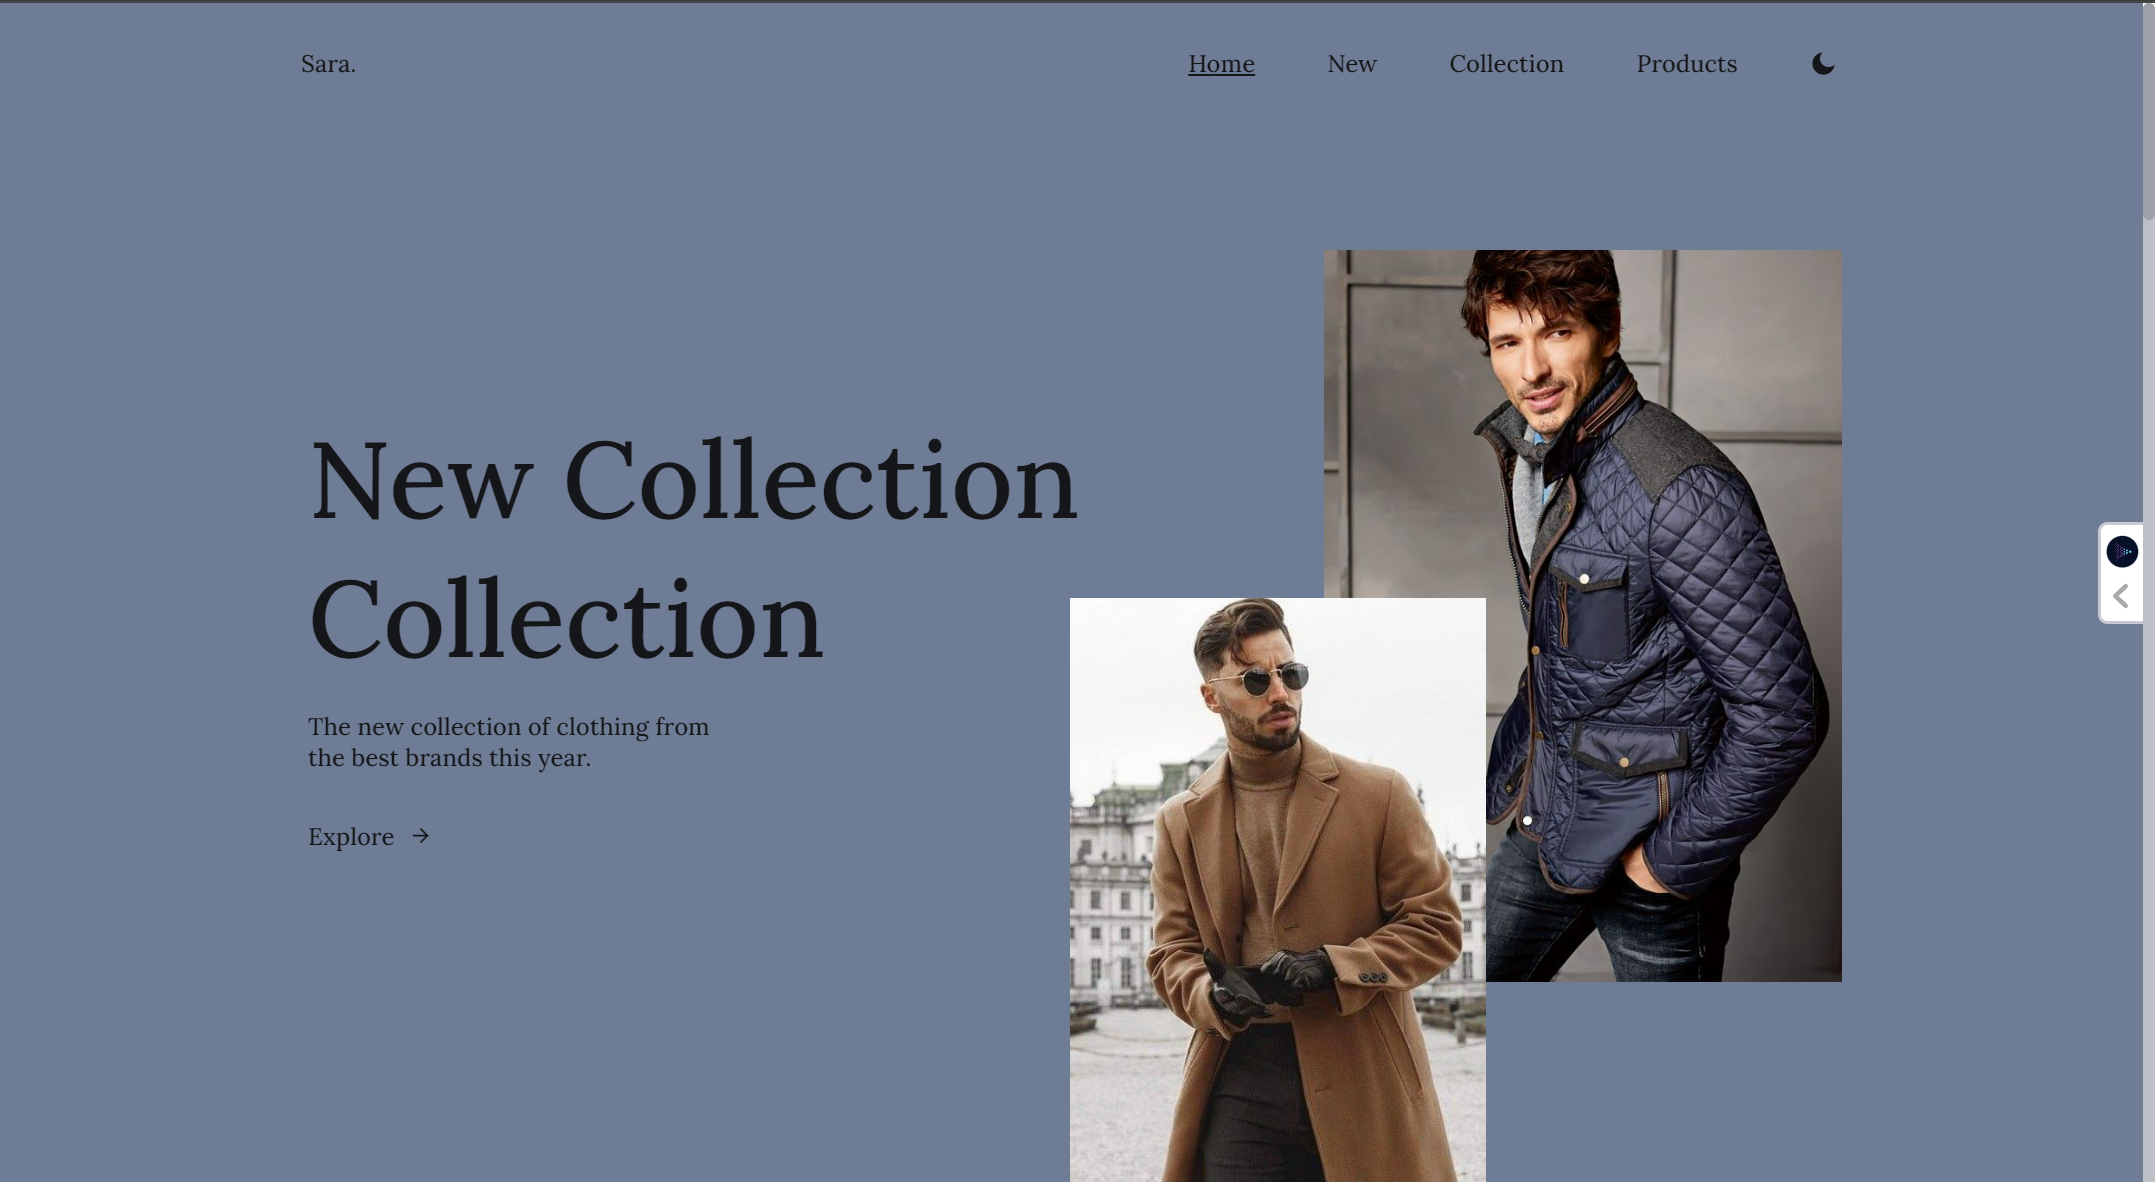 Sara.
Home New Collection Products
New Collection
Collection
The new collection of clothing from
the best brands this year.
Explore